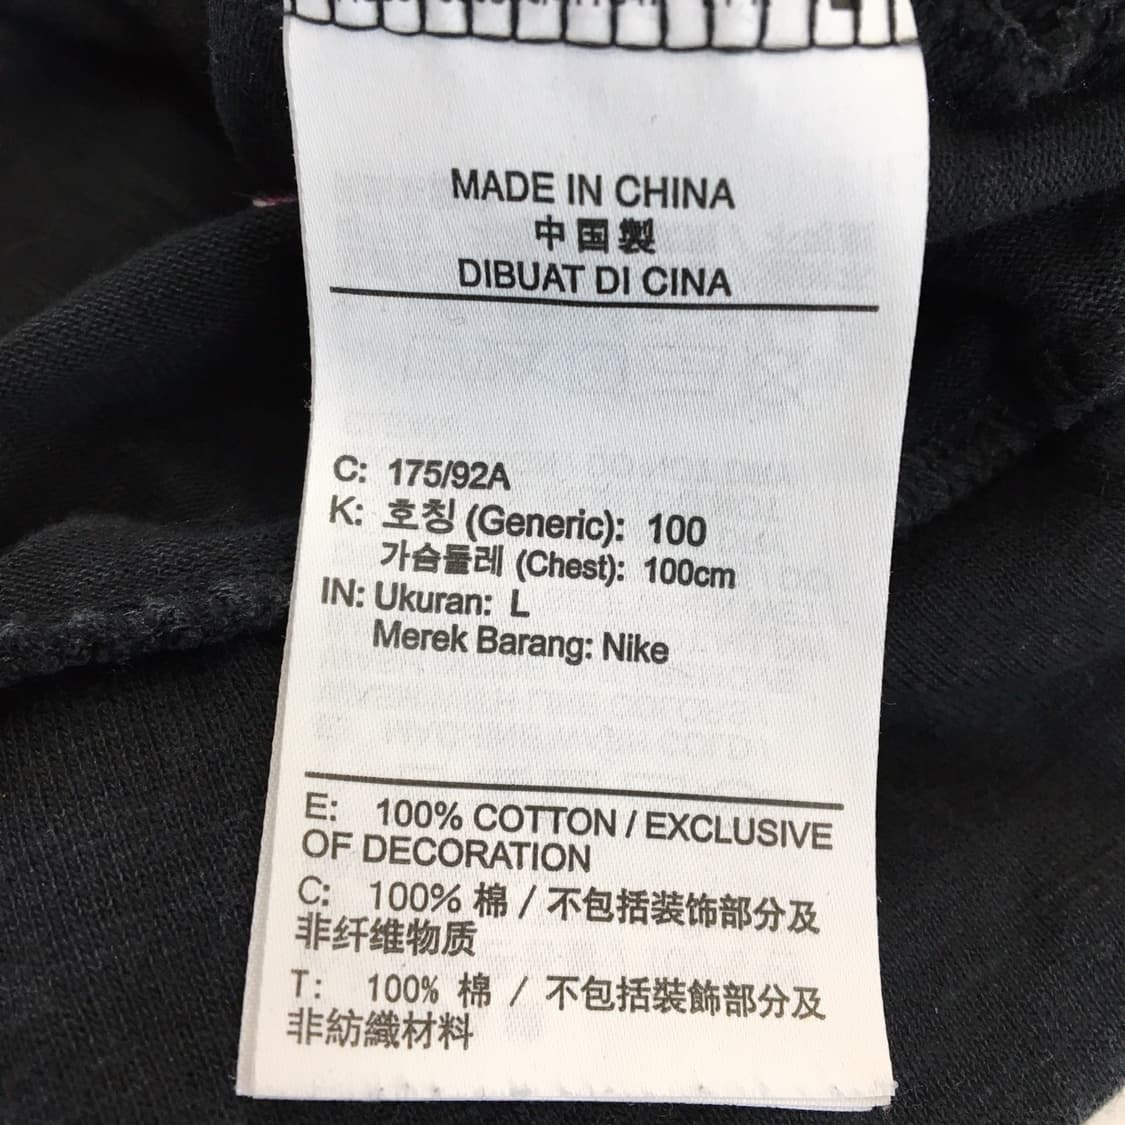 MADE IN CHINA
中国製
DIBUAT DI CINA
C: 175/92A
K: 호칭 (Generic): 100
가슴둘레 (Chest): 100cm
IN: Ukuran: L
Merek Barang: Nike
E: 100% COTTON / EXCLUSIVE
OF DECORATION
C: 100% 棉 / 不包括装饰部分及
非纤维物质
T: 100% 棉 / 不包括裝飾部分及
非紡織材料